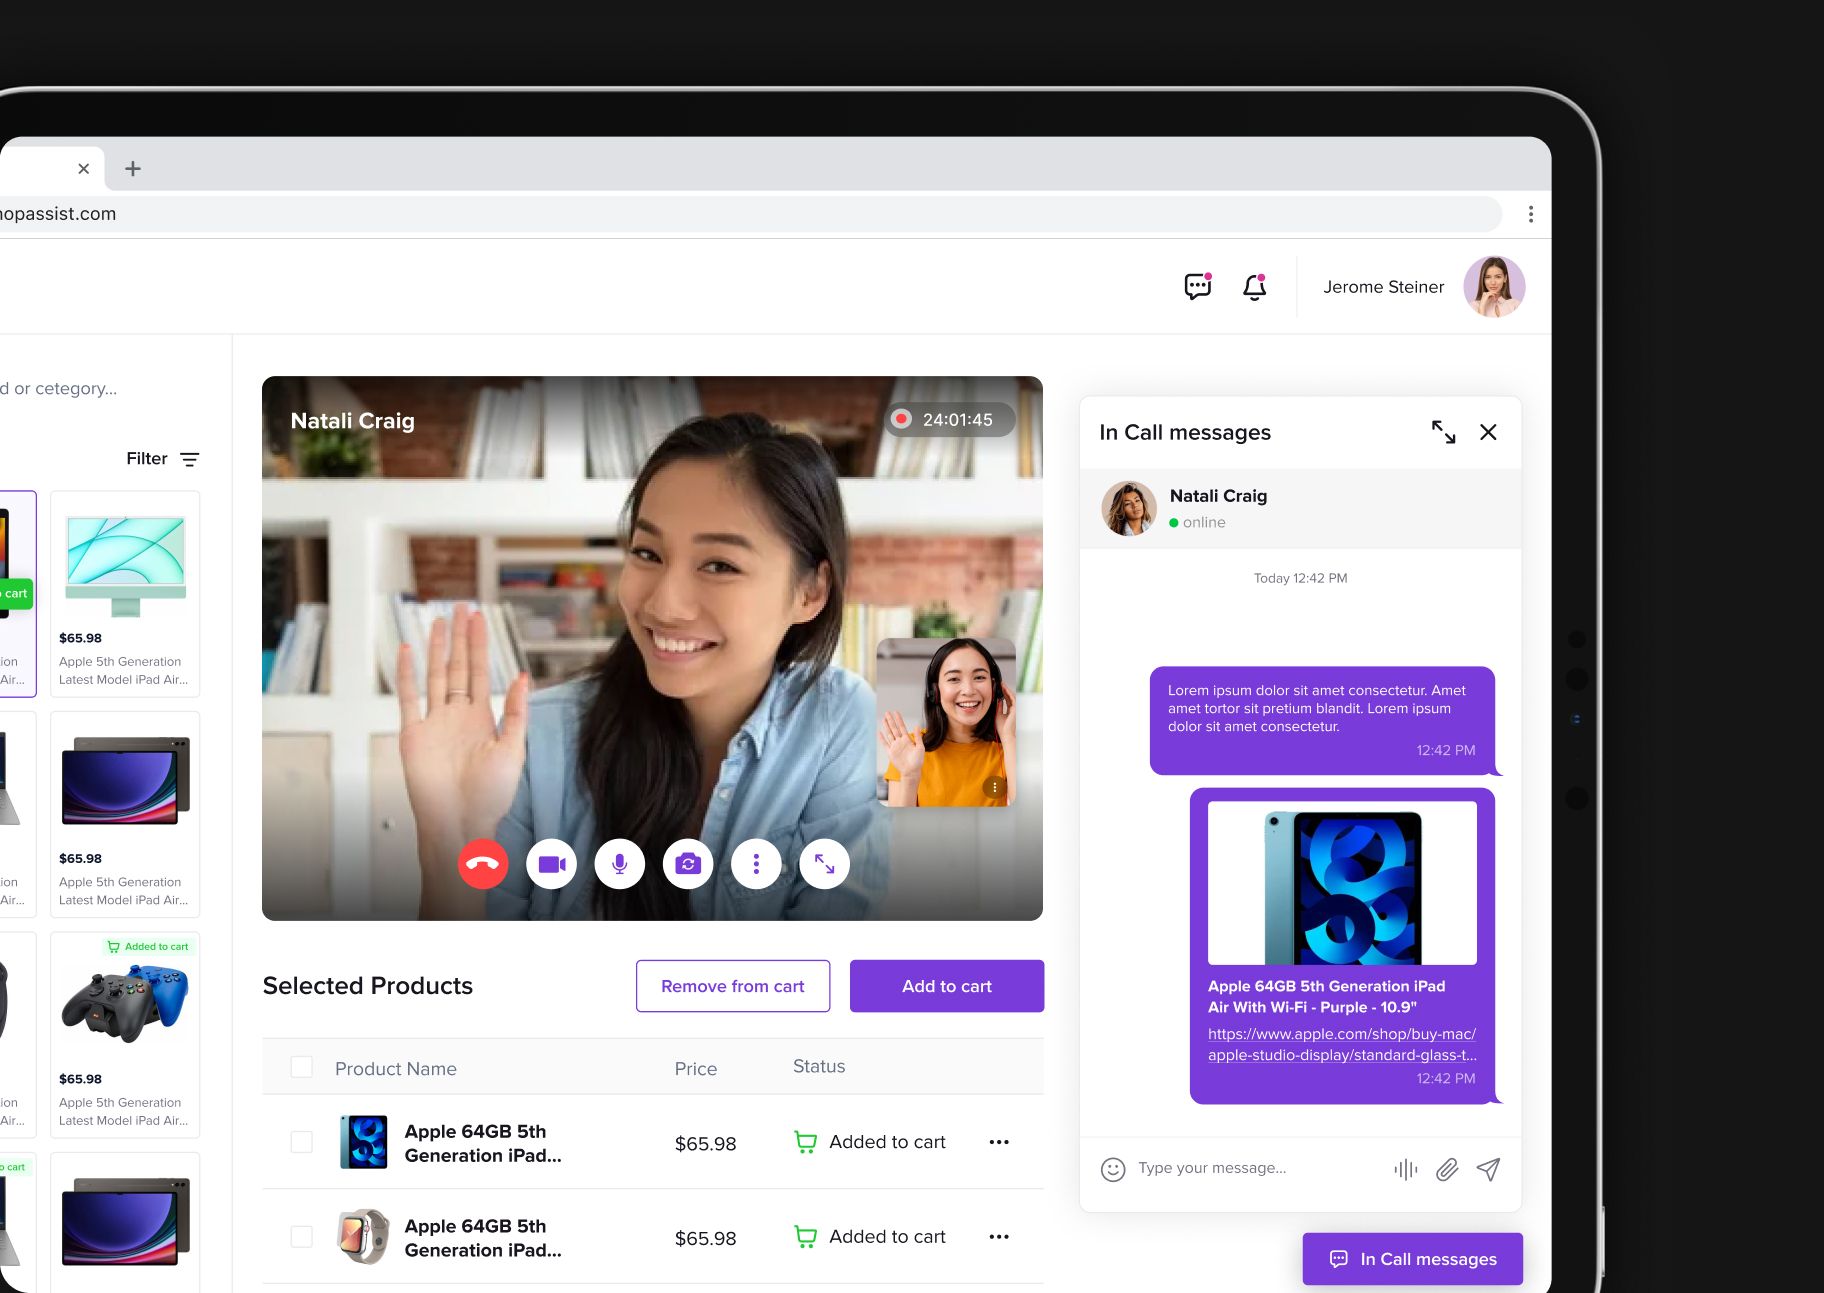 hopassist.com
Jerome Steiner
d or cetegory...
Filter
cart
$65.98
ion
Apple 5th Generation
Air...
Latest Model iPad Air...
$65.98
ion
Apple 5th Generation
Air...
Latest Model iPad Air...
Added to cart
$65.98
ion
Apple 5th Generation
Air...
Latest Model iPad Air...
o cart
Natali Craig
24:01:45
Selected Products
Remove from cart
Add to cart
Product Name
Price
Status
Apple 64GB 5th
Generation iPad...
$65.98
Added to cart
Apple 64GB 5th
Generation iPad...
$65.98
Added to cart
In Call messages
Natali Craig
online
Today 12:42 PM
Lorem ipsum dolor sit amet consectetur. Amet
amet tortor sit pretium blandit. Lorem ipsum
dolor sit amet consectetur.
12:42 PM
Apple 64GB 5th Generation iPad
Air With Wi-Fi - Purple - 10.9"
https://www.apple.com/shop/buy-mac/
apple-studio-display/standard-glass-t...
12:42 PM
Type your message...
In Call messages